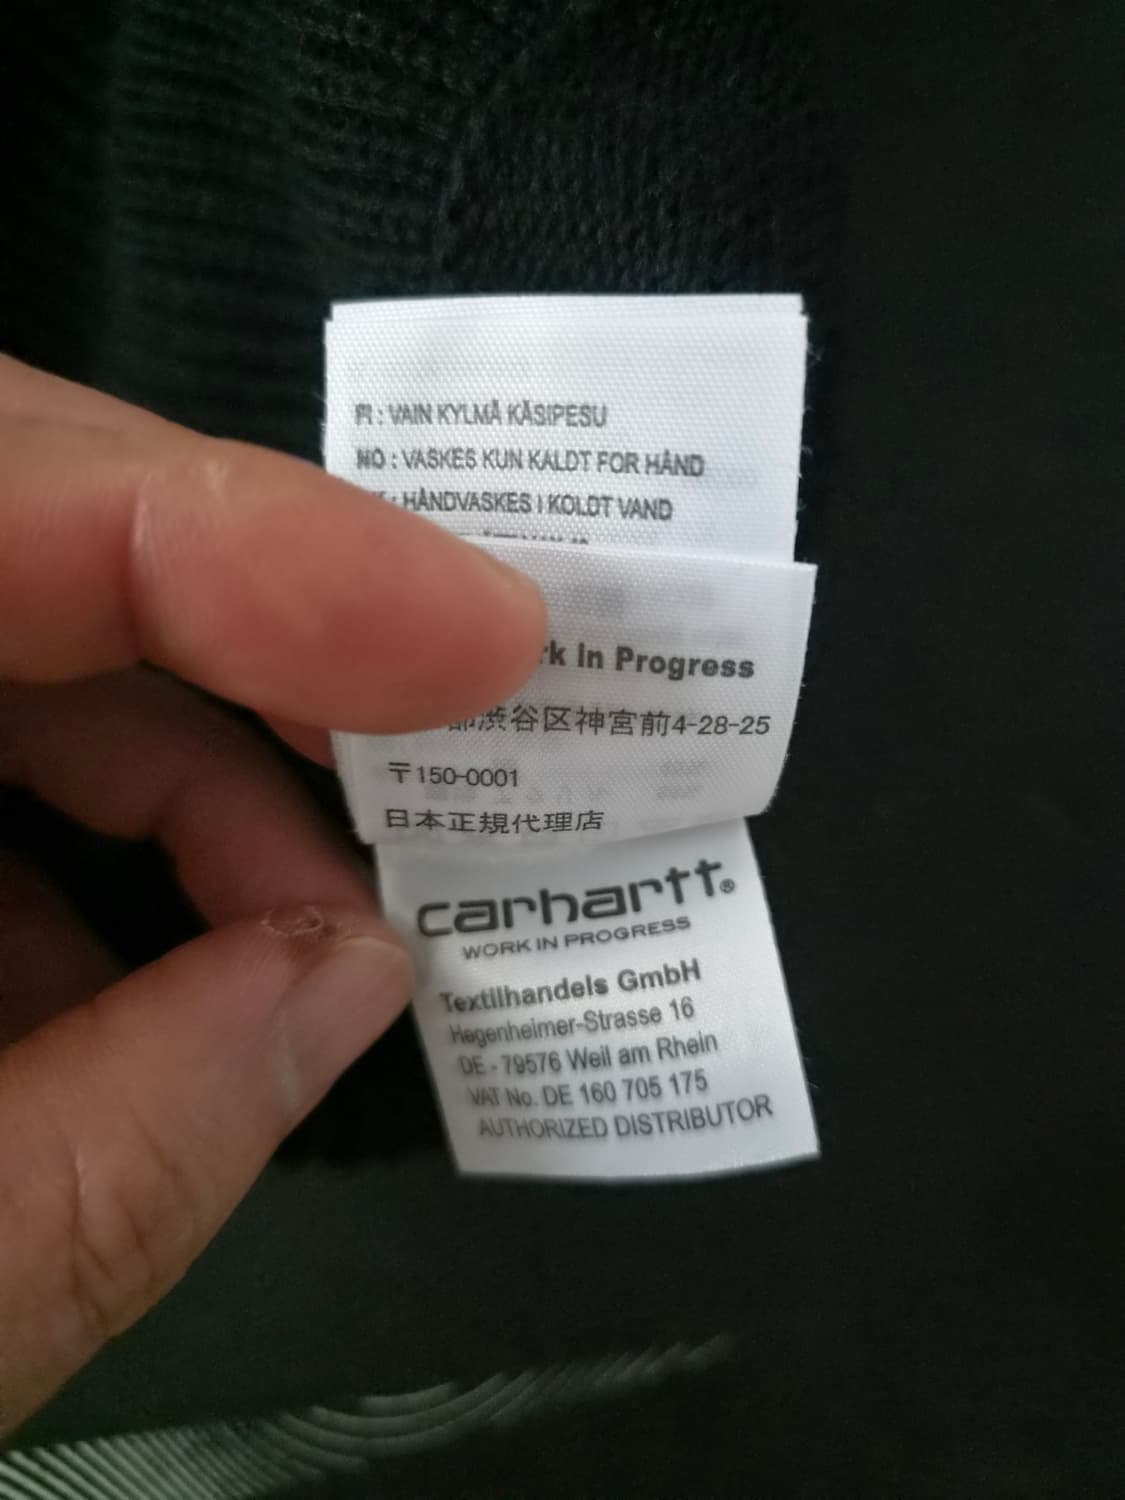 FI : VAIN KYLMÄ KÄSIPESU
NO : VASKES KUN KALDT FOR HÅND
: HÅNDVASKES I KOLDT VAND
In Progress
渋谷区神宮前4-28-25
〒150-0001
日本正規代理店
carhartt®
WORK IN PROGRESS
Textilhandels GmbH
Hegenheimer-Strasse 16
DE - 79576 Weil am Rhein
VAT No. DE 160 705 175
AUTHORIZED DISTRIBUTOR